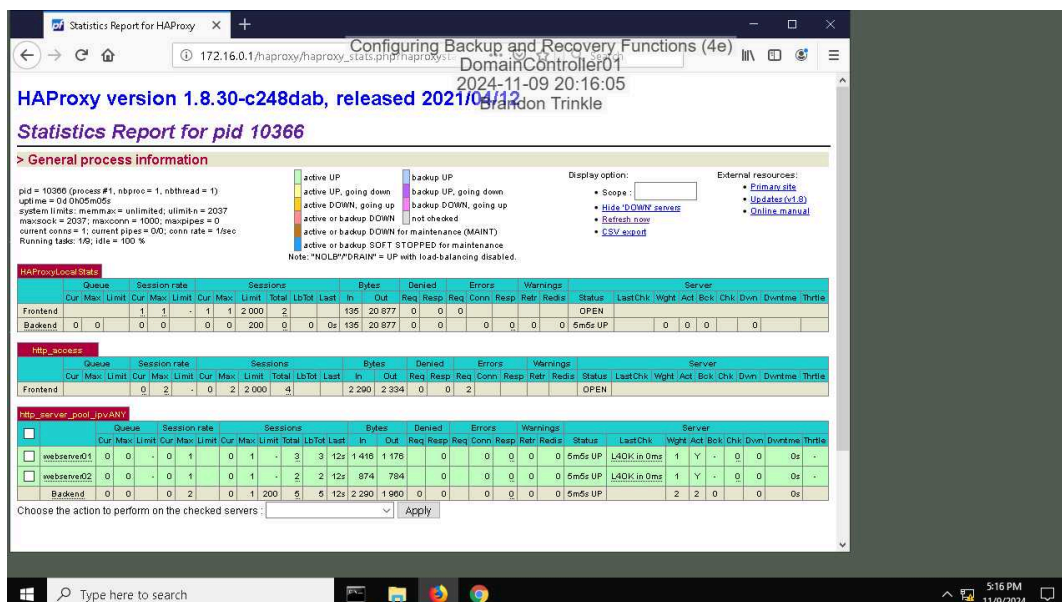 Statistics Report for HAProxy
172.16.0.1/haproxy/haproxy_stats.php?haproxyst
Configuring Backup and Recovery Functions (4e)
DomainController01
2024-11-09 20:16:05
Brandon Trinkle
HAProxy version 1.8.30-c248dab, released 2021/04/12
Statistics Report for pid 10366
> General process information
pid = 10366 (process #1, nbproc = 1, nbthread = 1)
uptime = 0d 0h05m05s
system limits: memmax = unlimited; ulimit-n = 2037
maxsock = 2037; maxconn = 1000; maxpipes = 0
current conns = 1; current pipes = 0/0; conn rate = 1/sec
Running tasks: 1/9; idle = 100 %
active UP backup UP
active UP, going down backup UP, going down
active DOWN, going up backup DOWN, going up
active or backup DOWN not checked
active or backup DOWN for maintenance (MAINT)
active or backup SOFT STOPPED for maintenance
Note: "NOLB"/"DRAIN" = UP with load-balancing disabled.
Display option:
• Scope :
• Hide 'DOWN' servers
• Refresh now
• CSV export
External resources:
• Primary site
• Updates (v1.8)
• Online manual
HAProxyLocalStats
Queue Session rate Sessions Bytes Denied Errors Warnings Server
Cur Max Limit Cur Max Limit Cur Max Limit Total LbTot Last In Out Req Resp Req Conn Resp Retr Redis Status LastChk Wght Act Bck Chk Dwn Dwntme Thrtle
Frontend 1 1 - 1 1 2 000 2 135 20 877 0 0 0 OPEN
Backend 0 0 0 0 0 0 200 0 0 0s 135 20 877 0 0 0 0 0 0 5m5s UP 0 0 0 0
http_access
Queue Session rate Sessions Bytes Denied Errors Warnings Server
Cur Max Limit Cur Max Limit Cur Max Limit Total LbTot Last In Out Req Resp Req Conn Resp Retr Redis Status LastChk Wght Act Bck Chk Dwn Dwntme Thrtle
Frontend 0 2 - 0 2 2 000 4 2 290 2 334 0 0 2 OPEN
http_server_pool_ipvANY
Queue Session rate Sessions Bytes Denied Errors Warnings Server
Cur Max Limit Cur Max Limit Cur Max Limit Total LbTot Last In Out Req Resp Req Conn Resp Retr Redis Status LastChk Wght Act Bck Chk Dwn Dwntme Thrtle
webserver01 0 0 - 0 1 0 1 - 3 3 12s 1 416 1 176 0 0 0 0 0 5m5s UP L4OK in 0ms 1 Y - 0 0 0s -
webserver02 0 0 - 0 1 0 1 - 2 2 12s 874 784 0 0 0 0 0 5m5s UP L4OK in 0ms 1 Y - 0 0 0s -
Backend 0 0 0 2 0 1 200 5 5 12s 2 290 1 960 0 0 0 0 0 0 5m5s UP 2 2 0 0 0s
Choose the action to perform on the checked servers : Apply
Type here to search
5:16 PM
11/9/2024